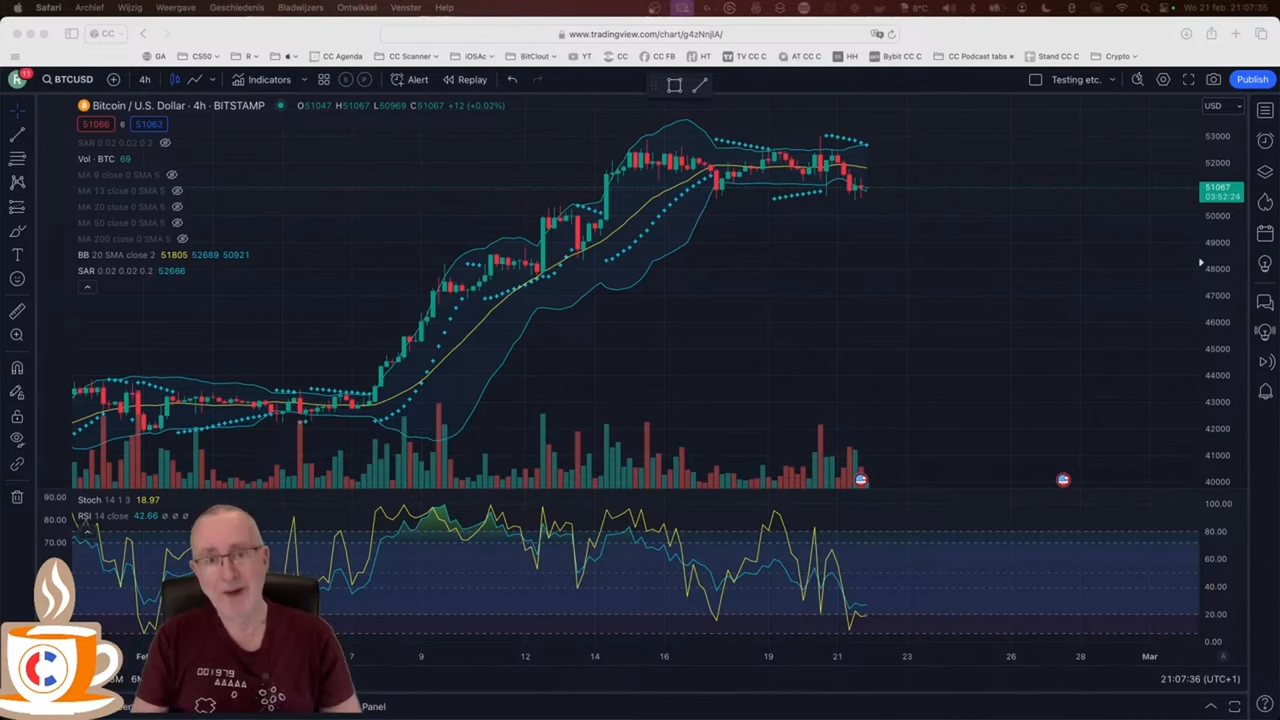 Safari Archief Wijzig Weergave Geschiedenis Bladwijzers Ontwikkel Venster Help 8°C Wo 21 feb 21:07:35
CC www.tradingview.com/chart/g4zNnjlA/
GA CS50 R CC Agenda CC Scanner iOSAc BitClout YT CC CC FB HT TV CC C AT CC C HH Bybit CC C CC Podcast tabs Stand CC C Crypto
R 11 BTCUSD 4h Indicators S P Alert Replay Testing etc. Publish
Bitcoin / U.S. Dollar · 4h · BITSTAMP O51047 H51067 L50969 C51067 +12 (+0.02%) USD
51066 6 51063
SAR 0.02 0.02 0.2
Vol · BTC 69
MA 9 close 0 SMA 5
MA 13 close 0 SMA 5
MA 20 close 0 SMA 5
MA 50 close 0 SMA 5
MA 200 close 0 SMA 5
BB 20 SMA close 2 51805 52689 50921
SAR 0.02 0.02 0.2 52666
53000
52000
51067
03:52:24
50000
49000
48000
47000
46000
45000
44000
43000
42000
41000
40000
Stoch 14 1 3 18.97
RSI 14 close 42.66
90.00
80.00
70.00
100.00
80.00
60.00
40.00
20.00
0.00
7 9 12 14 16 19 21 23 26 28 Mar
21:07:36 (UTC+1)
Panel
001979
C